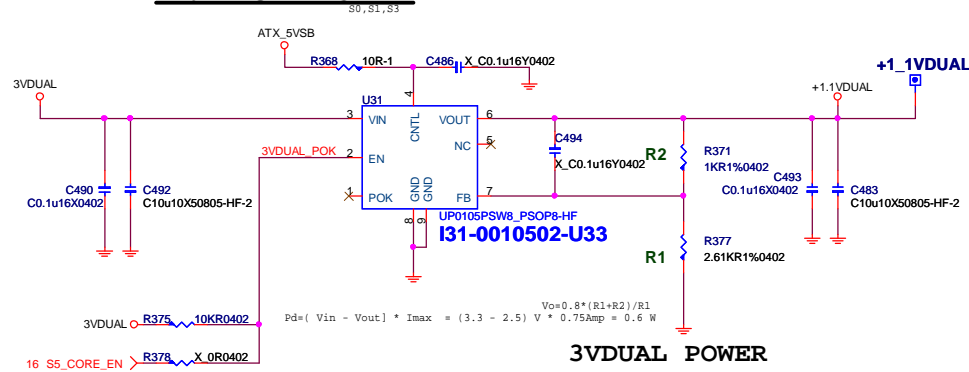 S0,S1,S3
ATX_5VSB
R368 10R-1
C486 X_C0.1u16Y0402
+1_1VDUAL
3VDUAL
+1.1VDUAL
U31
4
3 VIN CNTL VOUT 6
3VDUAL_POK 2 EN NC 5
1 POK GND GND FB 7
8 9
C494
X_C0.1u16Y0402
R2
R371
1KR1%0402
C490
C0.1u16X0402
C492
C10u10X50805-HF-2
C493
C0.1u16X0402
C483
C10u10X50805-HF-2
UP0105PSW8_PSOP8-HF
I31-0010502-U33
R1
R377
2.61KR1%0402
Vo=0.8*(R1+R2)/R1
3VDUAL R375 10KR0402
Pd=( Vin - Vout] * Imax = (3.3 - 2.5) V * 0.75Amp = 0.6 W
16 S5_CORE_EN R378 X_0R0402
3VDUAL POWER